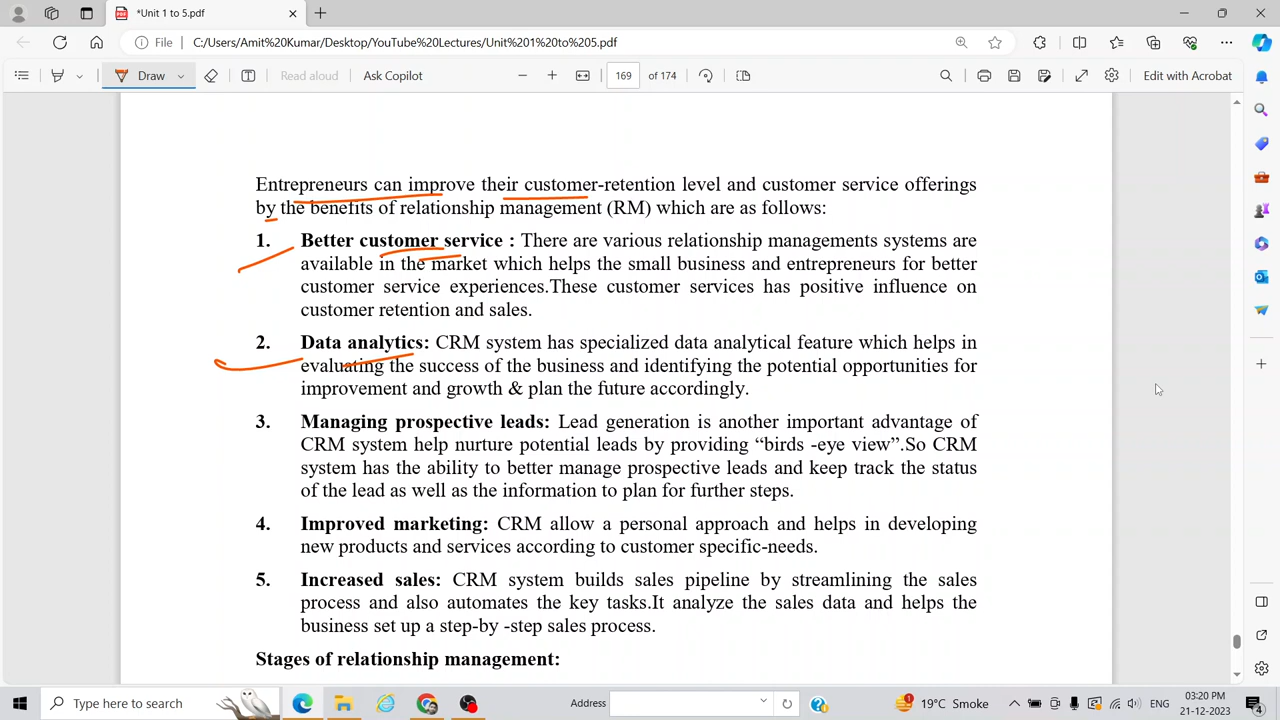 *Unit 1 to 5.pdf
File
C:/Users/Amit%20Kumar/Desktop/YouTube%20Lectures/Unit%201%20to%205.pdf
Draw
Read aloud
Ask Copilot
169
of 174
Edit with Acrobat
Entrepreneurs can improve their customer-retention level and customer service offerings
by the benefits of relationship management (RM) which are as follows:
1. Better customer service : There are various relationship managements systems are
available in the market which helps the small business and entrepreneurs for better
customer service experiences.These customer services has positive influence on
customer retention and sales.
2. Data analytics: CRM system has specialized data analytical feature which helps in
evaluating the success of the business and identifying the potential opportunities for
improvement and growth & plan the future accordingly.
3. Managing prospective leads: Lead generation is another important advantage of
CRM system help nurture potential leads by providing “birds -eye view”.So CRM
system has the ability to better manage prospective leads and keep track the status
of the lead as well as the information to plan for further steps.
4. Improved marketing: CRM allow a personal approach and helps in developing
new products and services according to customer specific-needs.
5. Increased sales: CRM system builds sales pipeline by streamlining the sales
process and also automates the key tasks.It analyze the sales data and helps the
business set up a step-by -step sales process.
Stages of relationship management:
Type here to search
Address
19°C Smoke
ENG
03:20 PM
21-12-2023
4